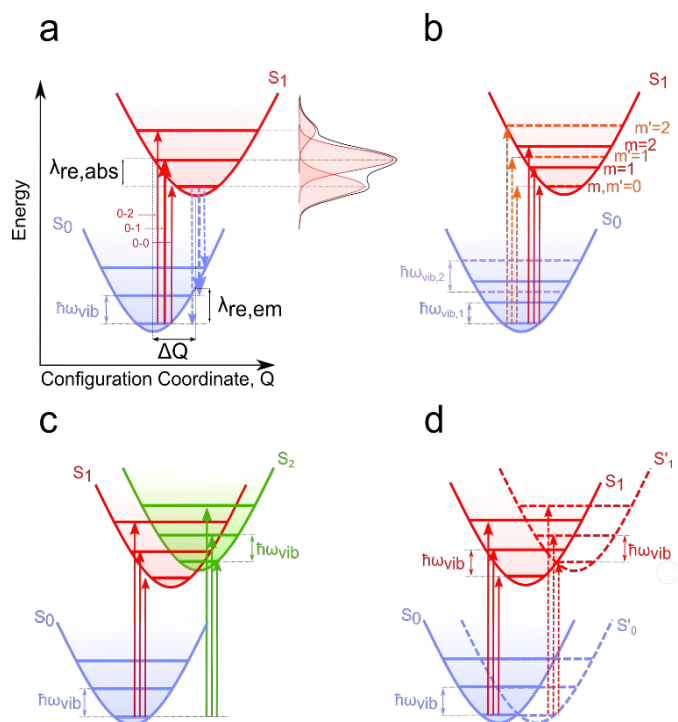 a
S1
λre,abs
0-2
0-1
0-0
S0
ħωvib
λre,em
ΔQ
Energy
Configuration Coordinate, Q
b
S1
m'=2
m=2
m'=1
m=1
m,m'=0
S0
ħωvib,2
ħωvib,1
c
S1
S2
ħωvib
S0
ħωvib
d
S1
S'1
ħωvib
ħωvib
S0
S'0
ħωvib